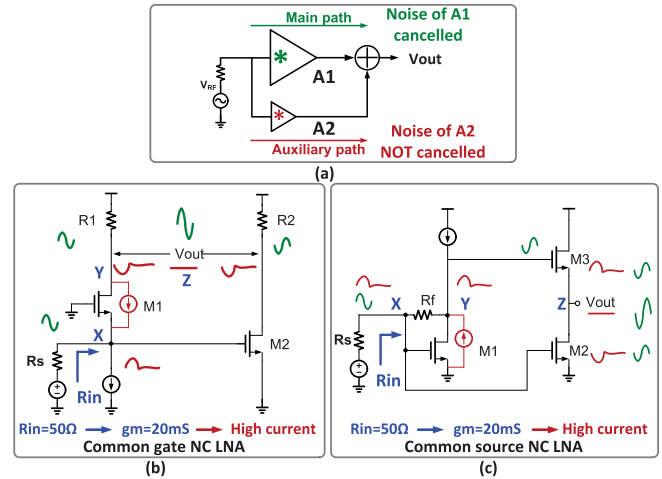 Main path
Noise of A1
cancelled
*
A1
Vout
VRF
*
A2
Auxiliary path
Noise of A2
NOT cancelled
(a)
R1
R2
Vout
Y
Z
M1
X
M2
Rs
Rin
Rin=50Ω gm=20mS High current
Common gate NC LNA
(b)
M3
X
Rf
Y
Z
Vout
Rs
M1
M2
Rin
Rin=50Ω gm=20mS High current
Common source NC LNA
(c)